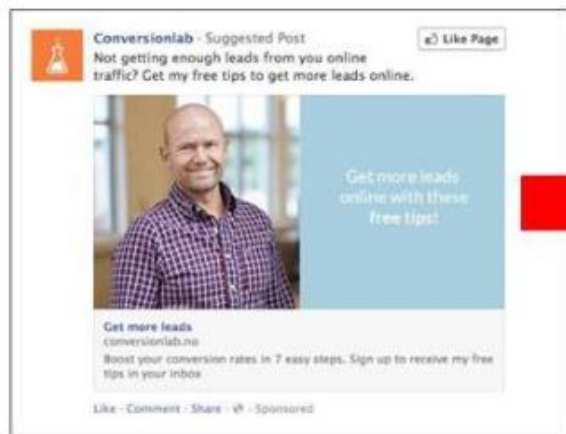 Conversionlab · Suggested Post
Like Page
Not getting enough leads from you online
traffic? Get my free tips to get more leads online.
Get more leads
online with these
free tips!
Get more leads
conversionlab.no
Boost your conversion rates in 7 easy steps. Sign up to receive my free
tips in your inbox
Like · Comment · Share · Sponsored